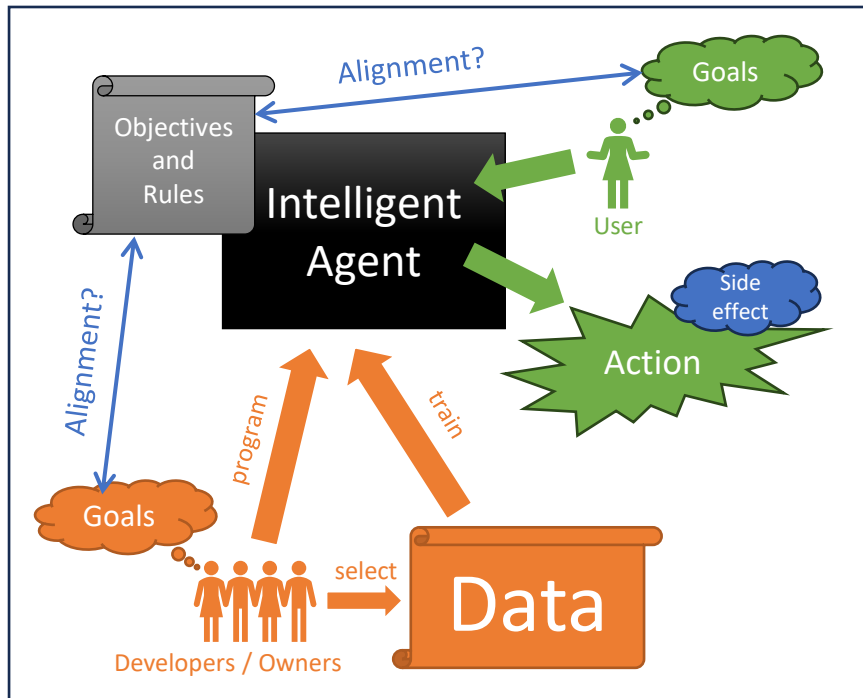 Alignment?
Goals
Objectives
and
Rules
Intelligent
Agent
User
Side
effect
Action
Alignment?
program
train
Goals
select
Data
Developers / Owners